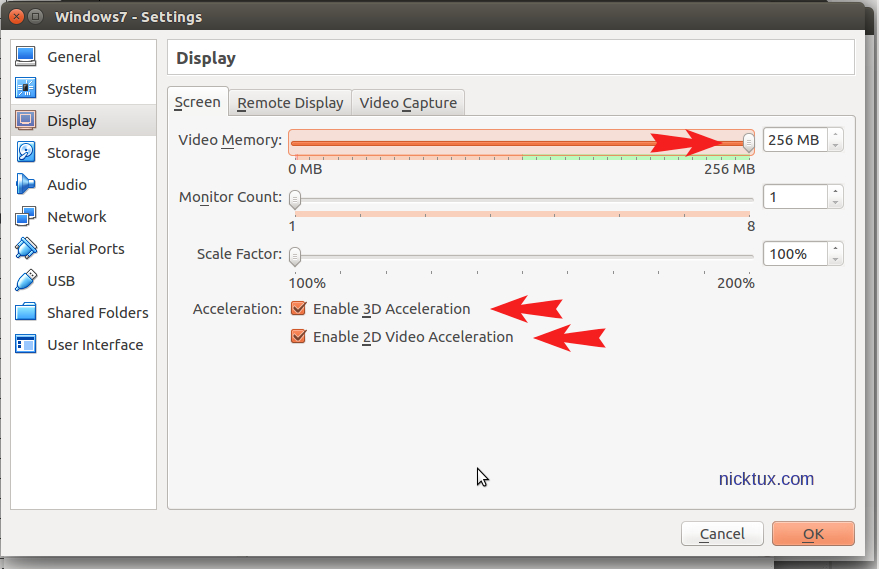 Windows7 - Settings
General
System
Display
Storage
Audio
Network
Serial Ports
USB
Shared Folders
User Interface
Display
Screen Remote Display Video Capture
Video Memory: 256 MB
0 MB 256 MB
Monitor Count: 1
1 8
Scale Factor: 100%
100% 200%
Acceleration: Enable 3D Acceleration
Enable 2D Video Acceleration
nicktux.com
Cancel OK